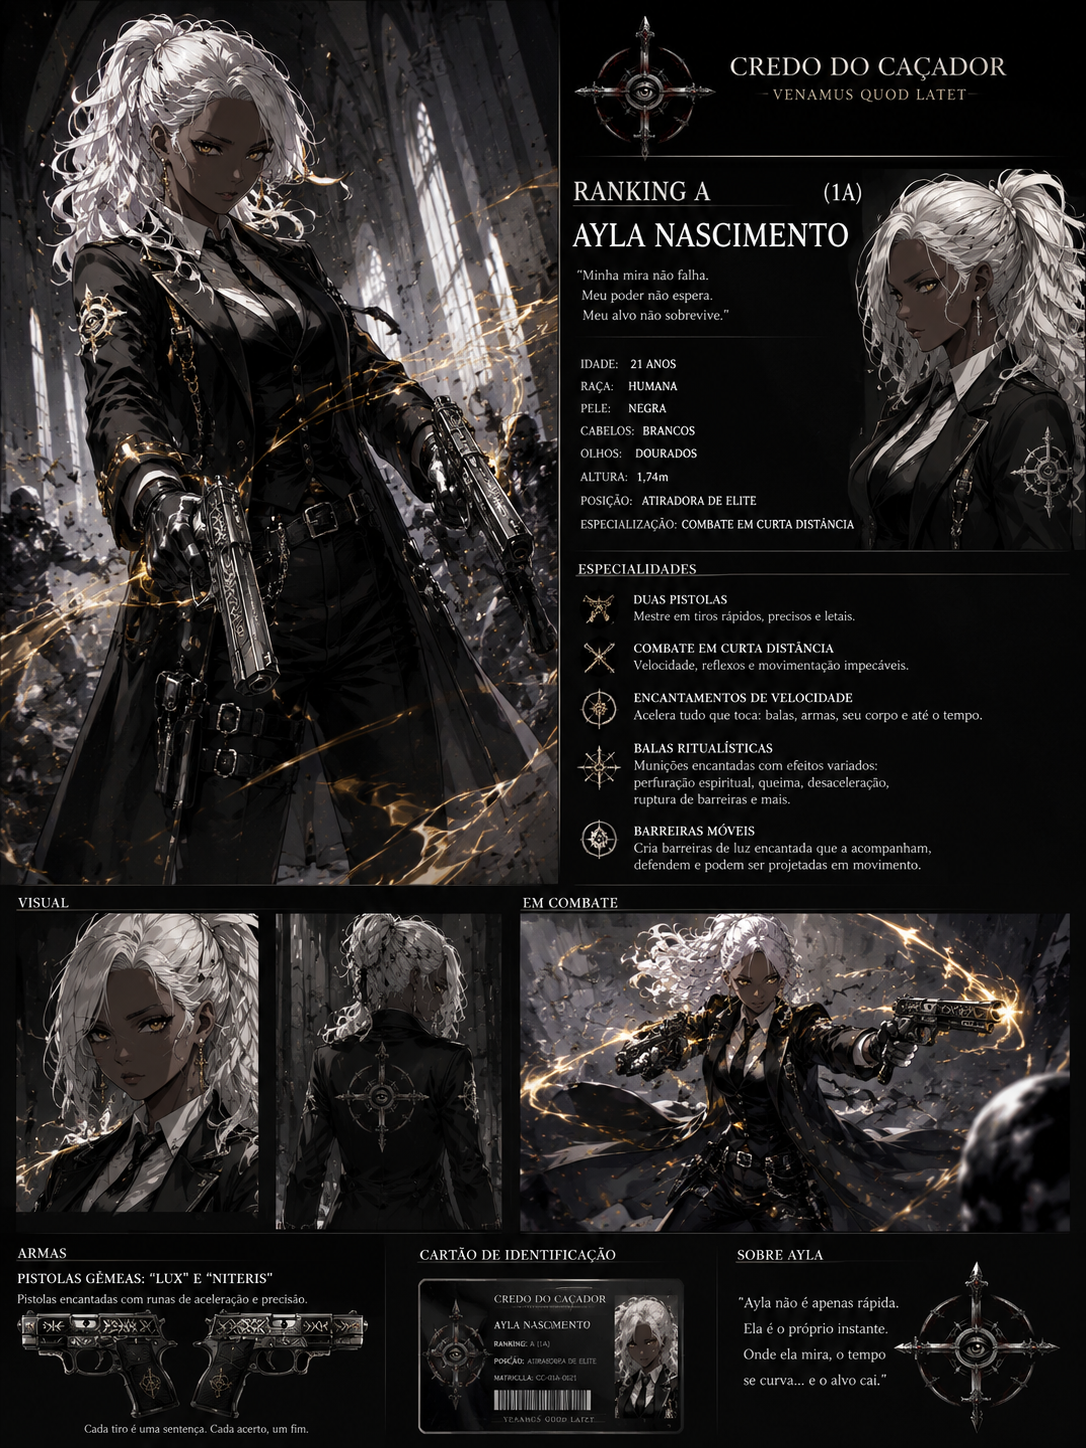 CREDO DO CAÇADOR
VENAMUS QUOD LATET
RANKING A (1A)
AYLA NASCIMENTO
“Minha mira não falha.
Meu poder não espera.
Meu alvo não sobrevive.”
IDADE: 21 ANOS
RAÇA: HUMANA
PELE: NEGRA
CABELOS: BRANCOS
OLHOS: DOURADOS
ALTURA: 1,74m
POSIÇÃO: ATIRADORA DE ELITE
ESPECIALIZAÇÃO: COMBATE EM CURTA DISTÂNCIA
ESPECIALIDADES
DUAS PISTOLAS
Mestre em tiros rápidos, precisos e letais.
COMBATE EM CURTA DISTÂNCIA
Velocidade, reflexos e movimentação impecáveis.
ENCANTAMENTOS DE VELOCIDADE
Acelera tudo que toca: balas, armas, seu corpo e até o tempo.
BALAS RITUALÍSTICAS
Munições encantadas com efeitos variados:
perfuração espiritual, queima, desaceleração,
ruptura de barreiras e mais.
BARREIRAS MÓVEIS
Cria barreiras de luz encantada que a acompanham,
defendem e podem ser projetadas em movimento.
VISUAL
EM COMBATE
ARMAS
PISTOLAS GÊMEAS: “LUX” E “NITERIS”
Pistolas encantadas com runas de aceleração e precisão.
Cada tiro é uma sentença. Cada acerto, um fim.
CARTÃO DE IDENTIFICAÇÃO
CREDO DO CAÇADOR
AYLA NASCIMENTO
RANKING: A (1A)
POSIÇÃO: ATIRADORA DE ELITE
SOBRE AYLA
“Ayla não é apenas rápida.
Ela é o próprio instante.
Onde ela mira, o tempo
se curva... e o alvo cai.”